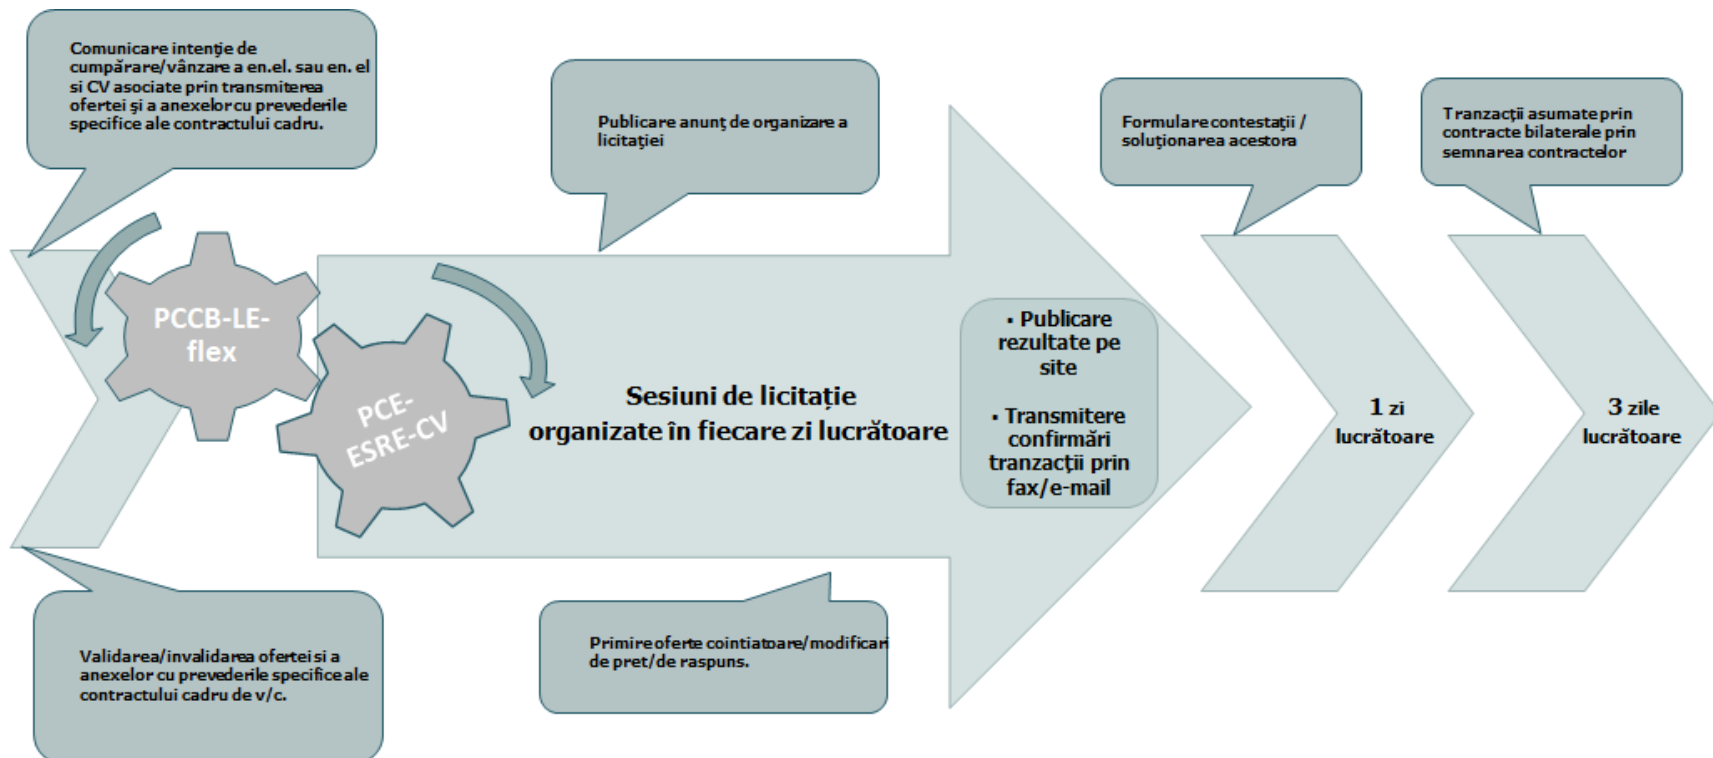 Comunicare intenţie de
cumpărare/vânzare a en.el. sau en. el
si CV asociate prin transmiterea
ofertei şi a anexelor cu prevederile
specifice ale contractului cadru.
Publicare anunţ de organizare a
licitaţiei
Formulare contestaţii /
soluţionarea acestora
Tranzacţii asumate prin
contracte bilaterale prin
semnarea contractelor
PCCB-LE-
flex
PCE-
ESRE-CV
Sesiuni de licitație
organizate în fiecare zi lucrătoare
▪ Publicare
rezultate pe
site
▪ Transmitere
confirmări
tranzacţii prin
fax/e-mail
1 zi
lucrătoare
3 zile
lucrătoare
Validarea/invalidarea ofertei si a
anexelor cu prevederile specifice ale
contractului cadru de v/c.
Primire oferte cointiatoare/modificari
de pret/de raspuns.